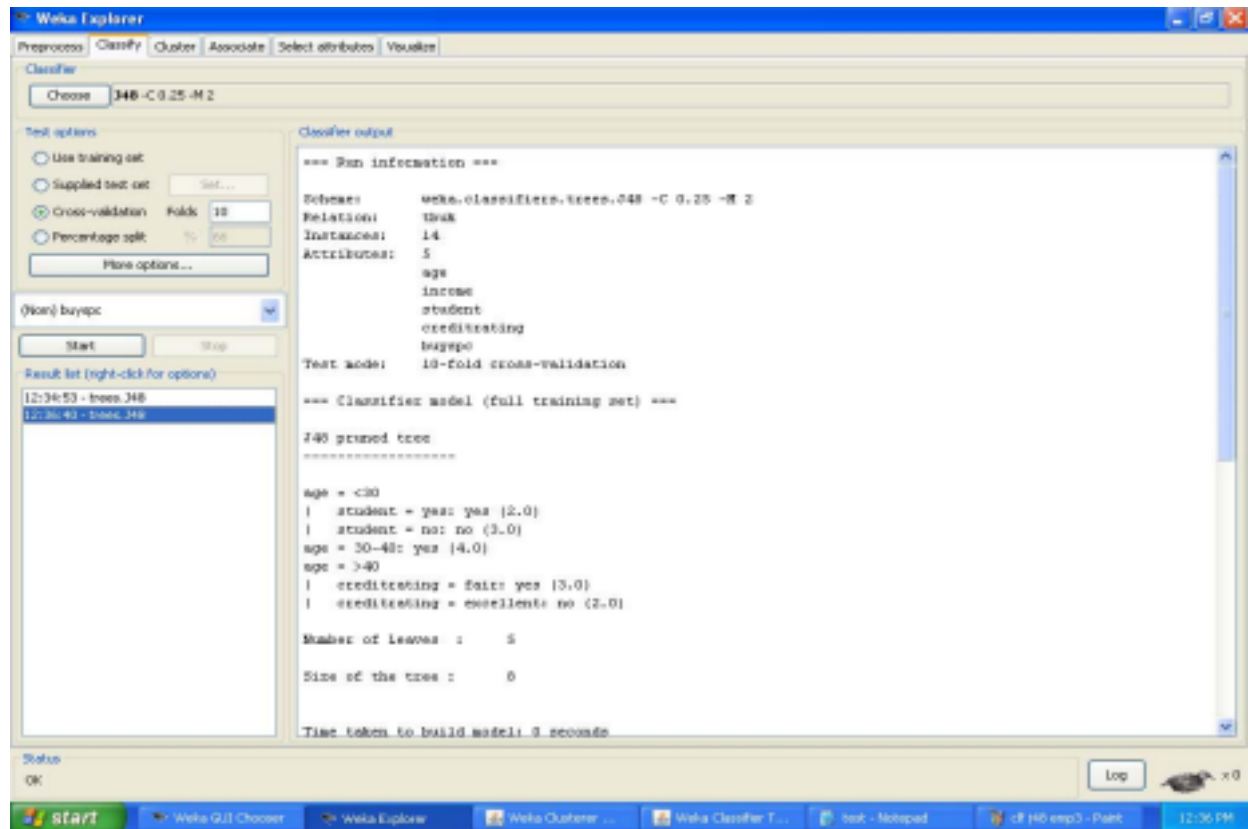 Weka Explorer
Preprocess Classify Cluster Associate Select attributes Visualize
Classifier
Choose J48 -C 0.25 -M 2
Test options
Use training set
Supplied test set Set...
Cross-validation Folds 10
Percentage split % 66
More options...
(Nom) buyspc
Start Stop
Result list (right-click for options)
12:34:53 - trees.J48
12:36:40 - trees.J48
Classifier output
=== Run information ===
Scheme: weka.classifiers.trees.J48 -C 0.25 -M 2
Relation:
Instances: 14
Attributes: 5
age
income
student
creditrating
buyspc
Test mode: 10-fold cross-validation
=== Classifier model (full training set) ===
J48 pruned tree
------------------
age = <30
| student = yes: yes (2.0)
| student = no: no (3.0)
age = 30-40: yes (4.0)
age = >40
| creditrating = fair: yes (3.0)
| creditrating = excellent: no (2.0)
Number of Leaves : 5
Size of the tree : 8
Time taken to build model: 0 seconds
Status
OK
Log x 0
start Weka GUI Chooser Weka Explorer Weka Clusterer ... Weka Classifier T... test - Notepad - Paint 12:36 PM